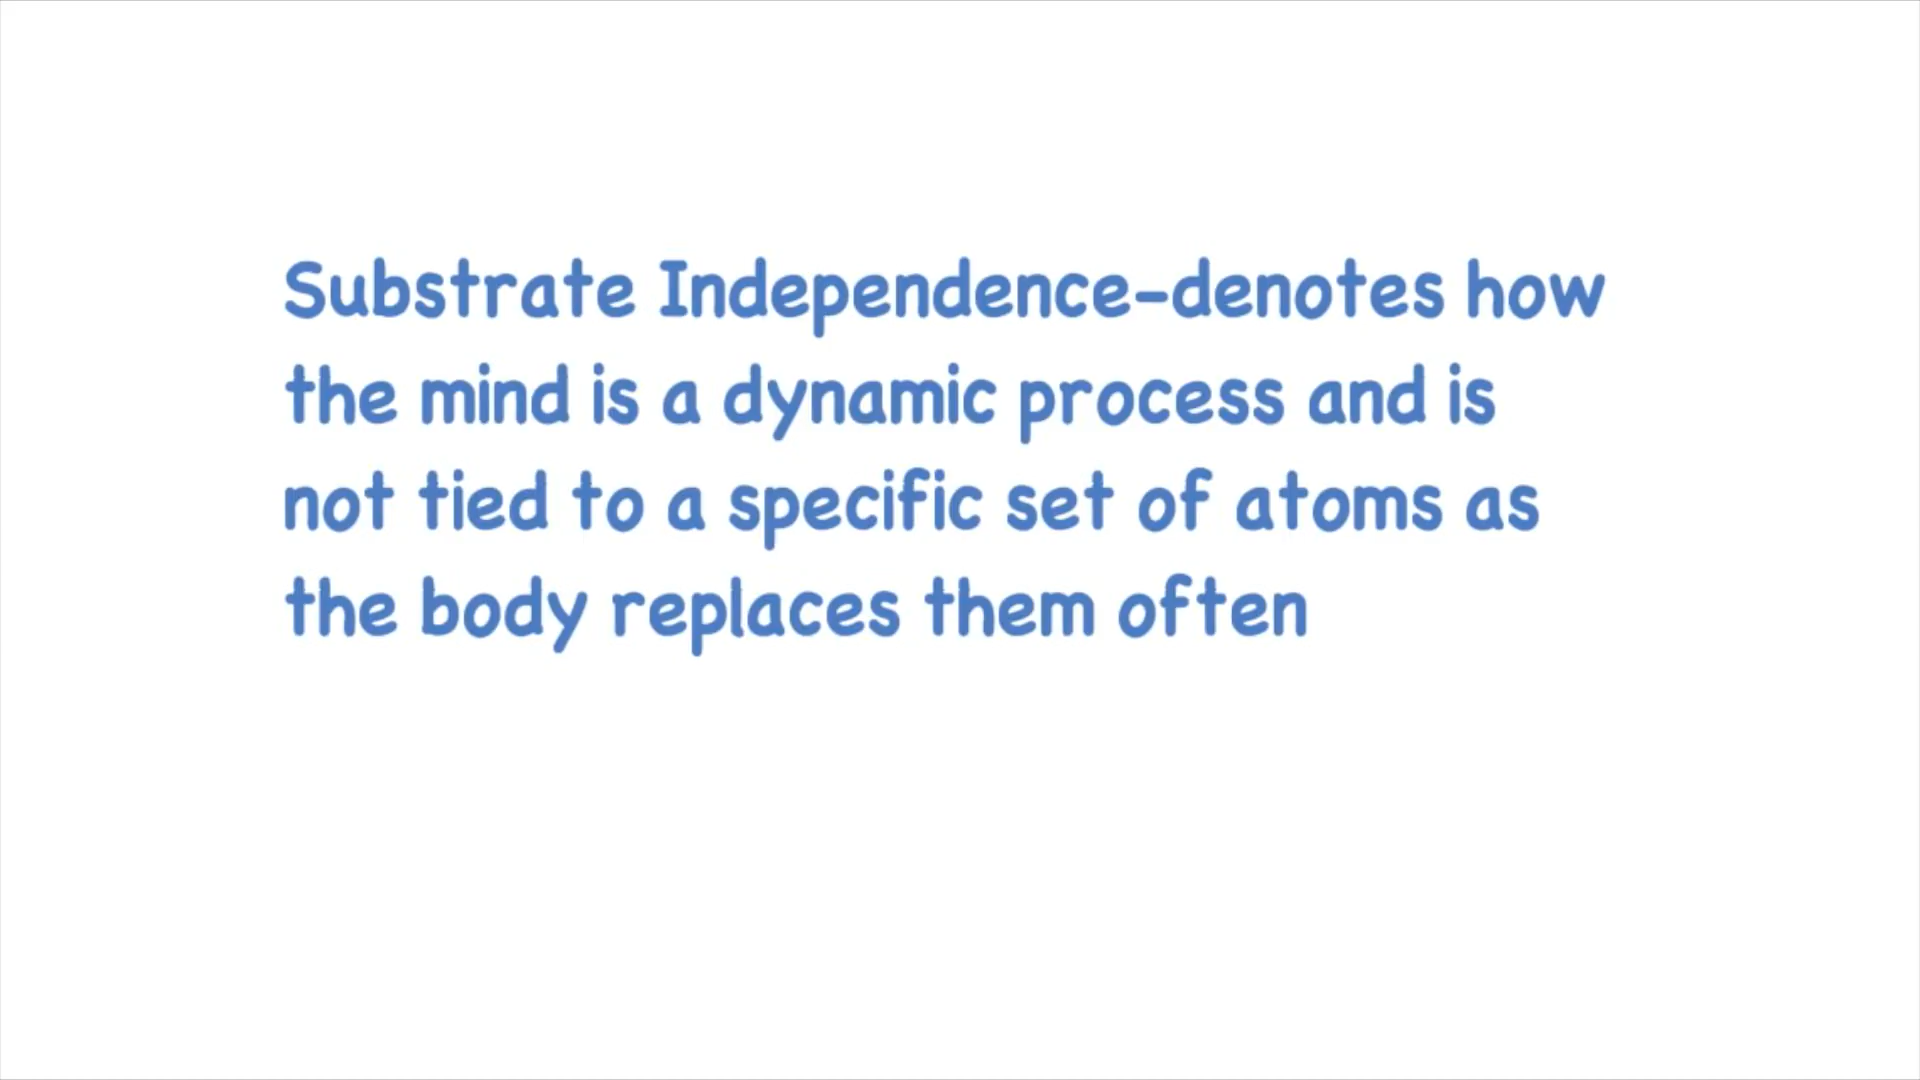 Substrate Independence-denotes how
the mind is a dynamic process and is
not tied to a specific set of atoms as
the body replaces them often